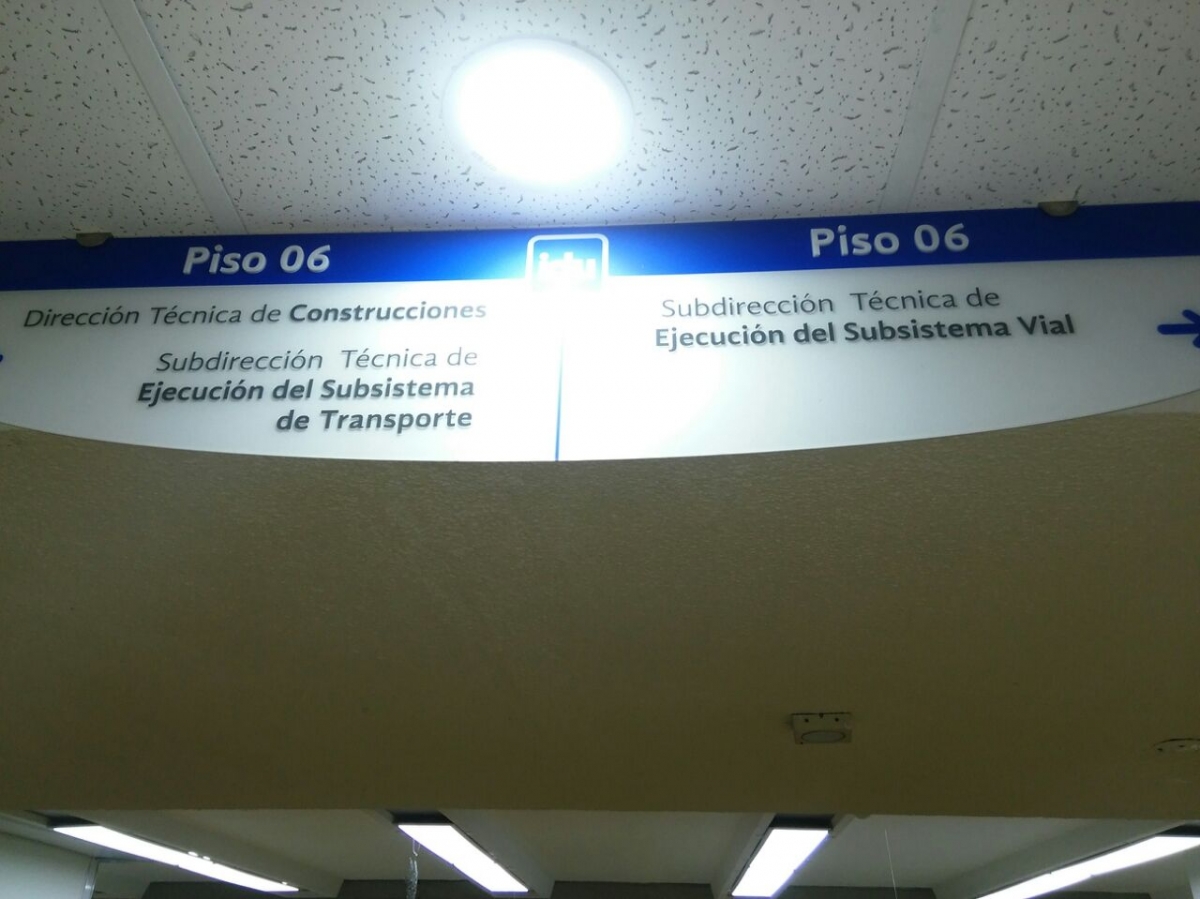 Piso 06
Dirección Técnica de Construcciones
Subdirección Técnica de
Ejecución del Subsistema
de Transporte
idu
Piso 06
Subdirección Técnica de
Ejecución del Subsistema Vial